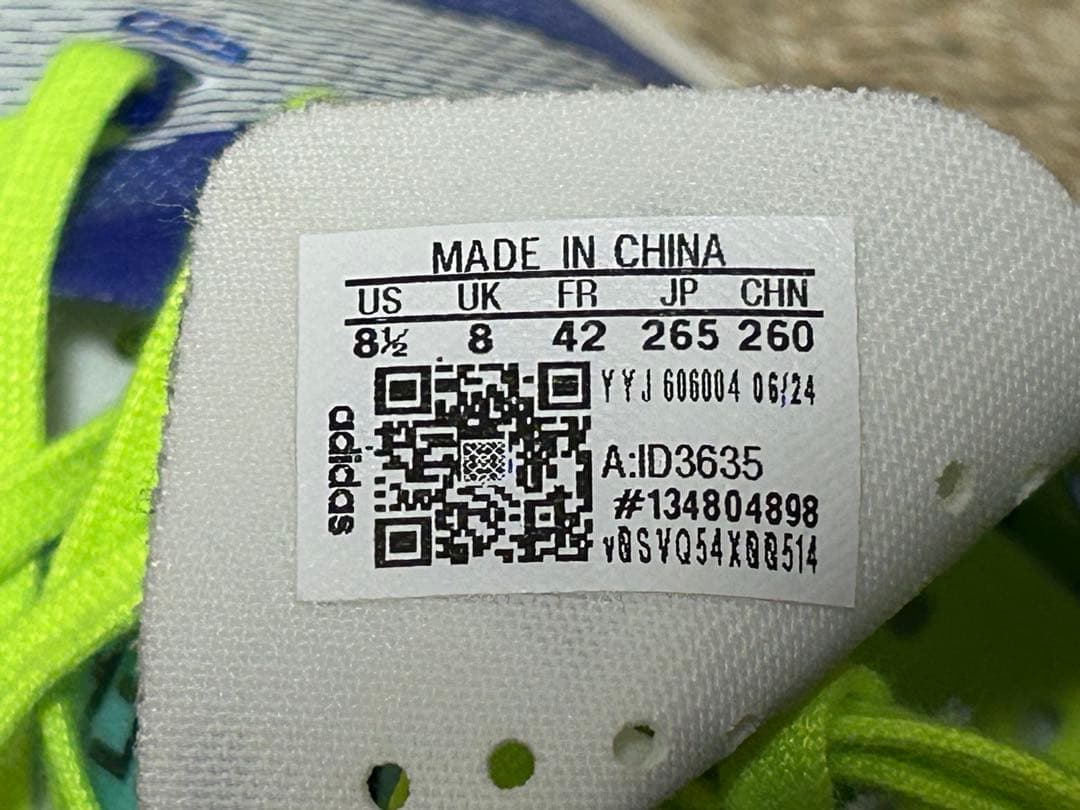 MADE IN CHINA
US UK FR JP CHN
8½ 8 42 265 260
YYJ 606004 06/24
adidas
A:ID3635
#134804898
vØSVQ54XØØ514